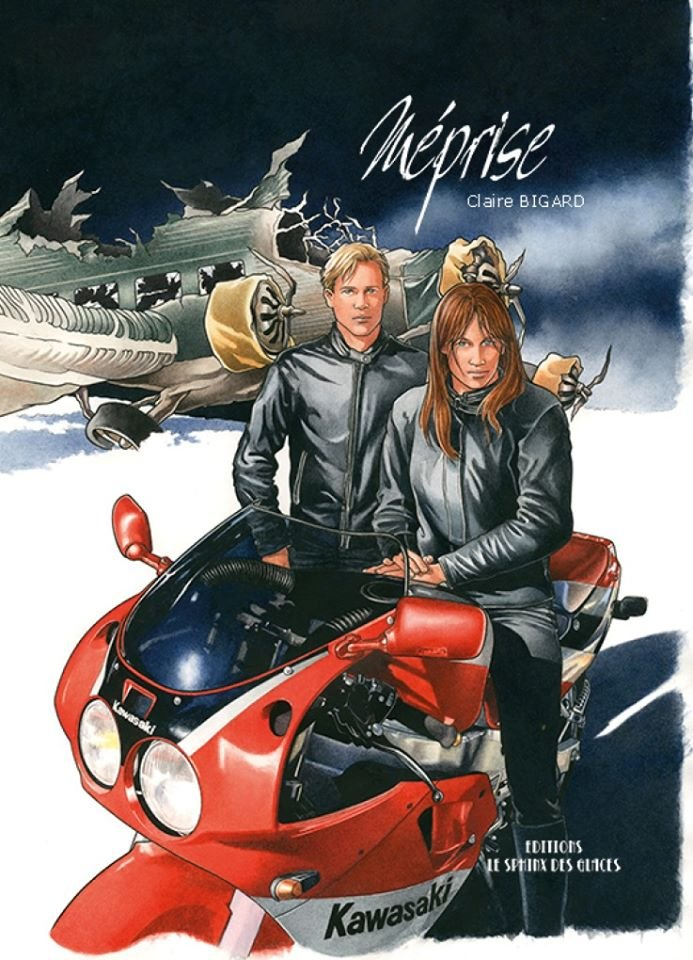 Méprise
Claire BIGARD
Kawasaki
EDITIONS
LE SPHINX DES GLACES
Kawasaki